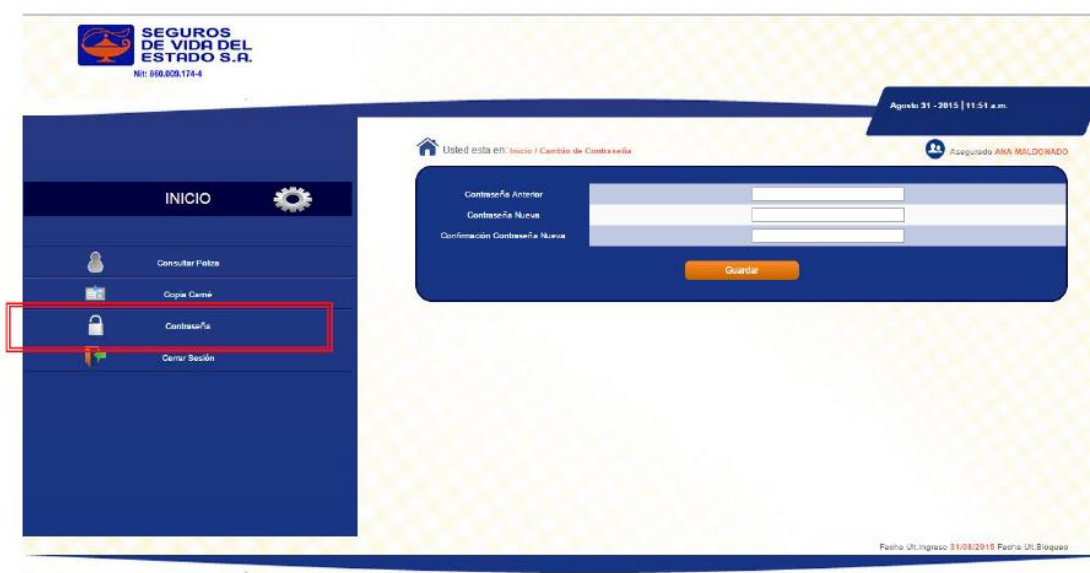 SEGUROS
DE VIDA DEL
ESTADO S.A.
Nit: 860.009.174-4
Agosto 31 - 2015 | 11:51 a.m.
Usted esta en: Inicio / Cambio de Contraseña
Asegurado ANA MALDONADO
INICIO
Consultar Poliza
Copia Carné
Contraseña
Cerrar Sesión
Contraseña Anterior
Contraseña Nueva
Confirmación Contraseña Nueva
Guardar
Fecha Ult.Ingreso 31/08/2015 Fecha Ult.Bloqueo